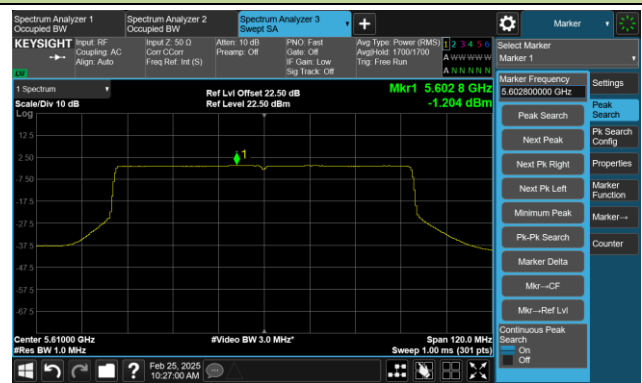 Spectrum Analyzer 1
Occupied BW
Spectrum Analyzer 2
Occupied BW
Spectrum Analyzer 3
Swept SA
Marker
KEYSIGHT
Input: RF
Coupling: AC
Align: Auto
Input Z: 50 Ω
Corr CCorr
Freq Ref: Int (S)
Atten: 10 dB
Preamp: Off
PNO: Fast
Gate: Off
IF Gain: Low
Sig Track: Off
Avg Type: Power (RMS)
Avg|Hold: 1700/1700
Trig: Free Run
1 2 3 4 5 6
A W W W W W
A N N N N N
Select Marker
Marker 1
1 Spectrum
Scale/Div 10 dB
Log
Ref Lvl Offset 22.50 dB
Ref Level 22.50 dBm
Mkr1 5.602 8 GHz
-1.204 dBm
12.5
2.50
-7.50
-17.5
-27.5
-37.5
-47.5
-57.5
-67.5
1
Center 5.61000 GHz
#Res BW 1.0 MHz
#Video BW 3.0 MHz*
Span 120.0 MHz
Sweep 1.00 ms (301 pts)
Marker Frequency
5.602800000 GHz
Peak Search
Next Peak
Next Pk Right
Next Pk Left
Minimum Peak
Pk-Pk Search
Marker Delta
Mkr→CF
Mkr→Ref Lvl
Continuous Peak
Search
On
Off
Settings
Peak
Search
Pk Search
Config
Properties
Marker
Function
Marker→
Counter
Feb 25, 2025
10:27:00 AM